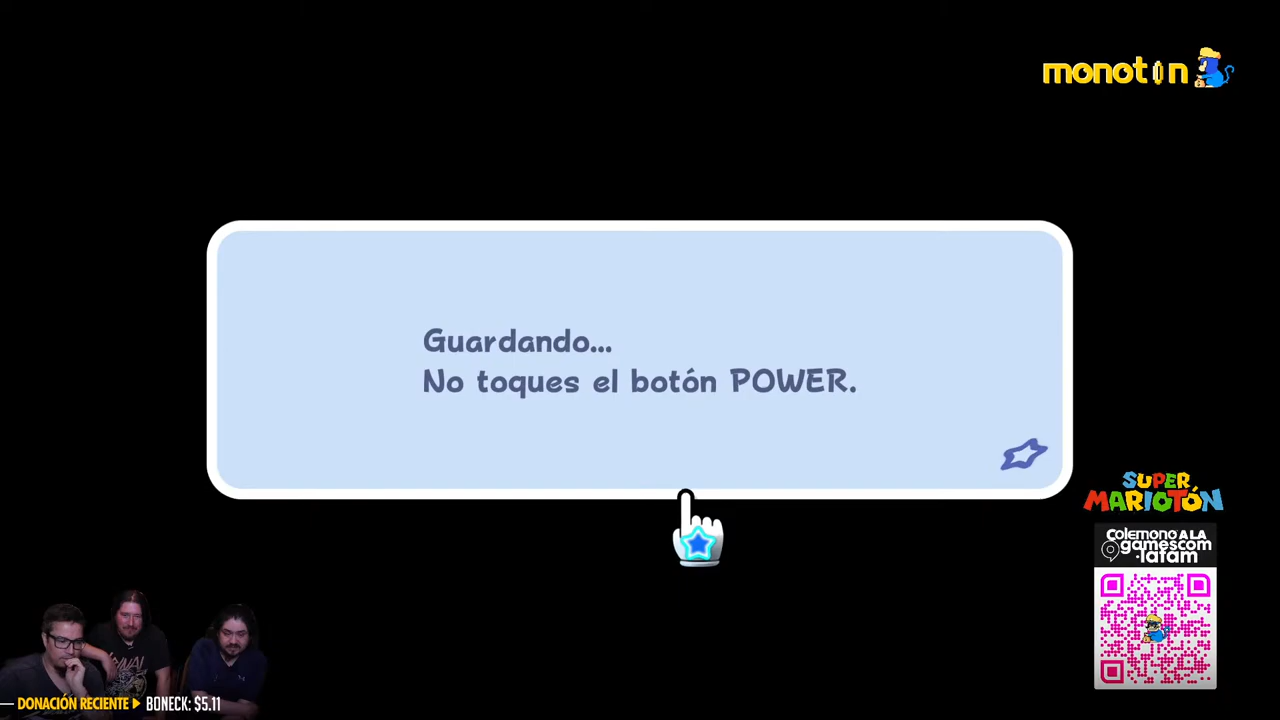 monoton
Guardando...
No toques el botón POWER.
SUPER
MARIOTÓN
COLEMONO A LA
gamescom
latam
DONACIÓN RECIENTE BONECK: $5.11